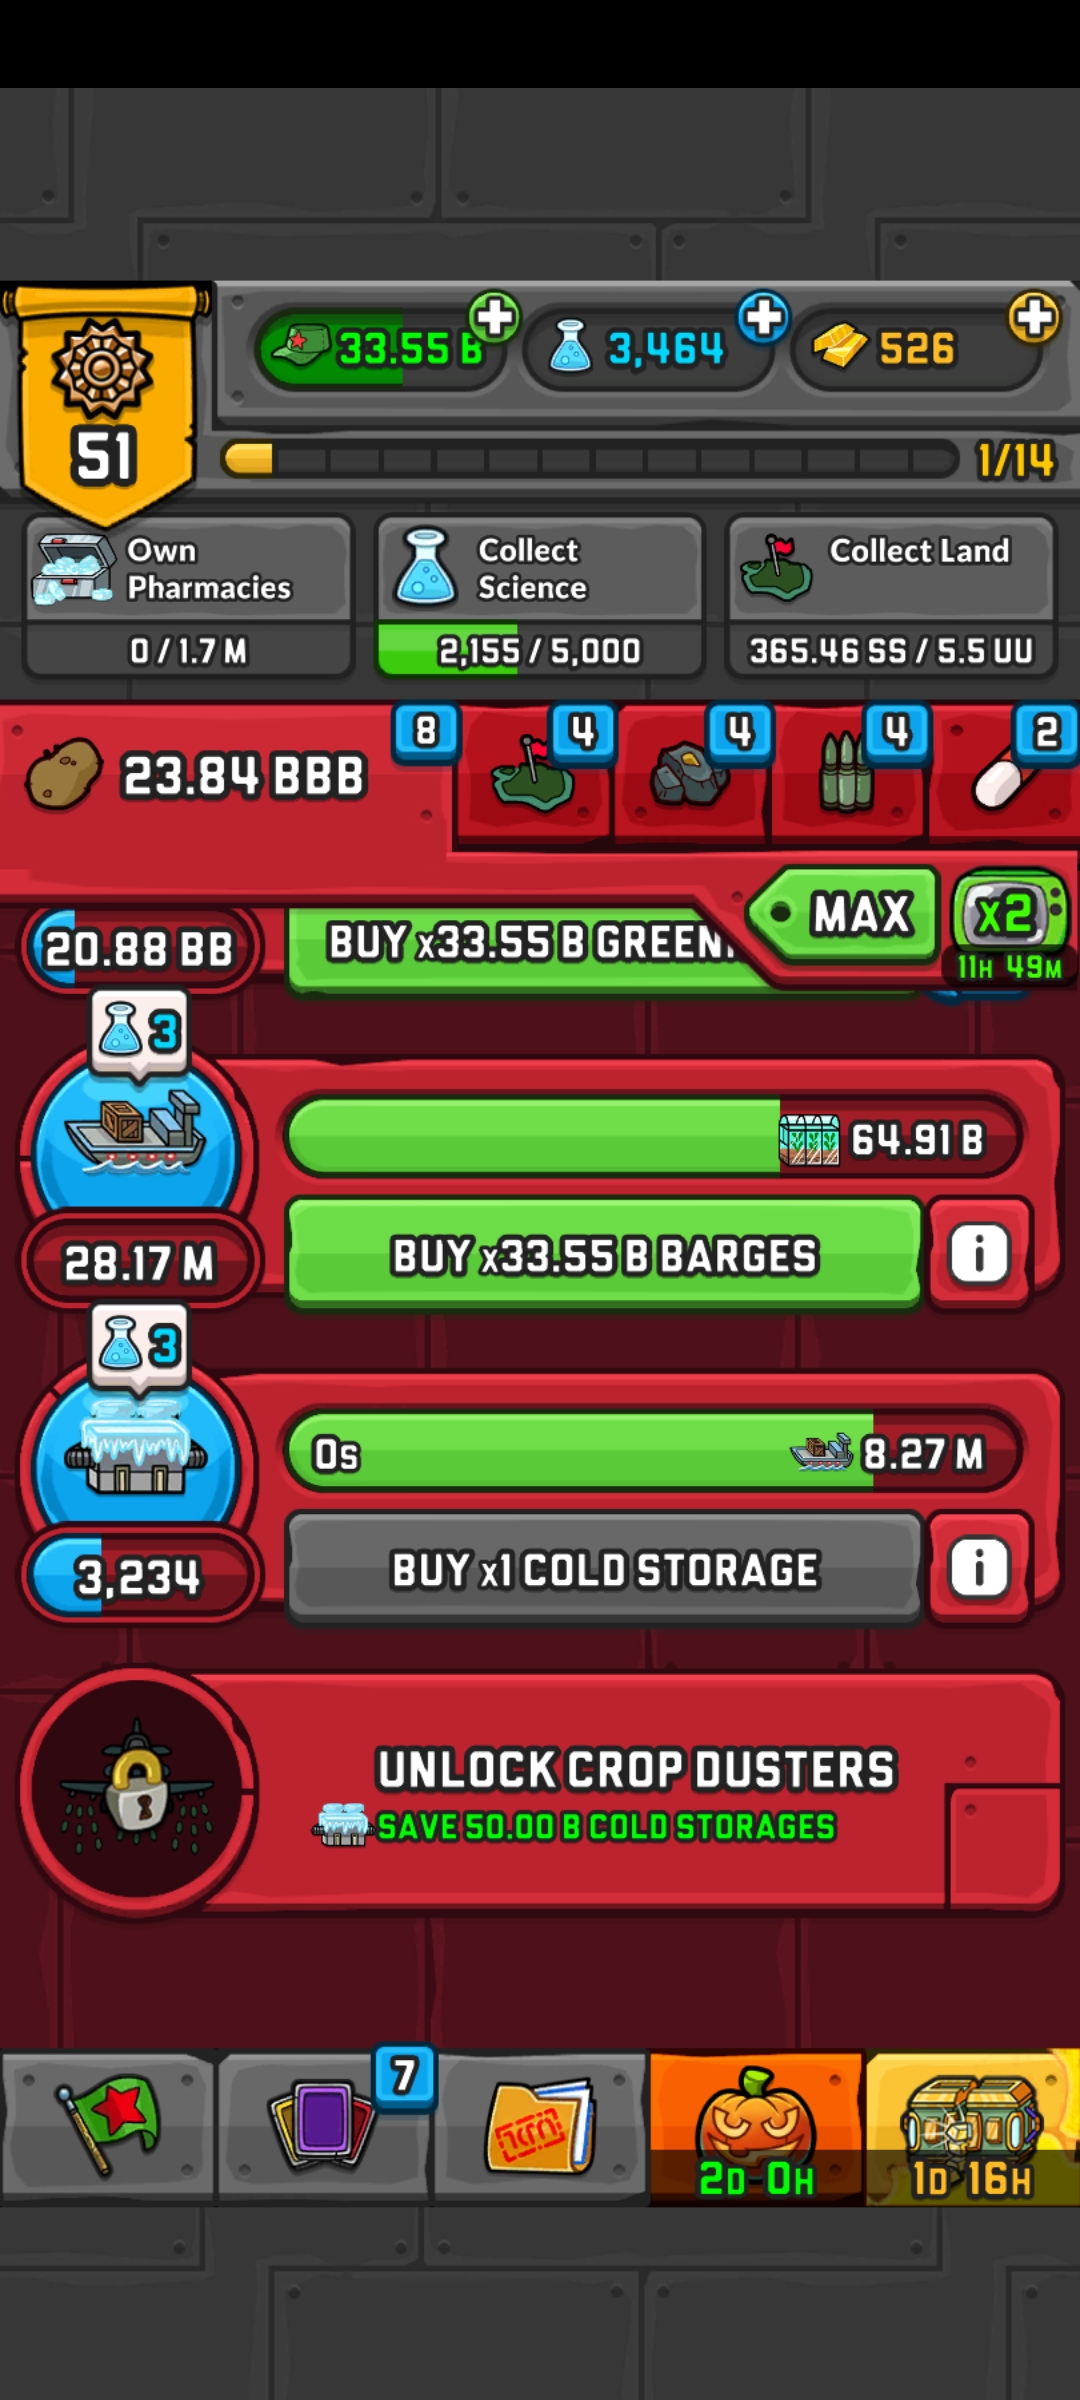 33.55 B
3,464
526
51
1/14
Own
Pharmacies
0 / 1.7 M
Collect
Science
2,155 / 5,000
Collect Land
365.46 SS / 5.5 UU
23.84 BBB
8
4
4
4
2
MAX
x2
11H 49M
20.88 BB
BUY x33.55 B GREEN
3
64.91 B
28.17 M
BUY x33.55 B BARGES
i
3
0s
8.27 M
3,234
BUY x1 COLD STORAGE
i
UNLOCK CROP DUSTERS
SAVE 50.00 B COLD STORAGES
7
2D 0H
1D 16H